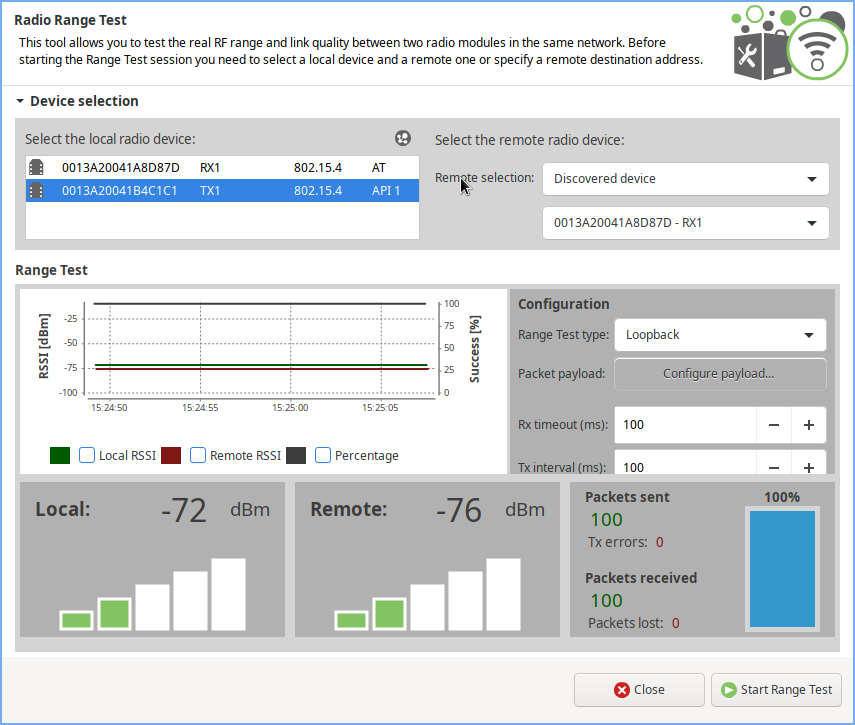 Radio Range Test
This tool allows you to test the real RF range and link quality between two radio modules in the same network. Before
starting the Range Test session you need to select a local device and a remote one or specify a remote destination address.
Device selection
Select the local radio device:
Select the remote radio device:
0013A20041A8D87D RX1 802.15.4 AT
0013A20041B4C1C1 TX1 802.15.4 API 1
Remote selection: Discovered device
0013A20041A8D87D - RX1
Range Test
RSSI [dBm]
-25
-50
-75
-100
15:24:50 15:24:55 15:25:00 15:25:05
100
75
50
25
0
Success [%]
Local RSSI Remote RSSI Percentage
Configuration
Range Test type: Loopback
Packet payload: Configure payload...
Rx timeout (ms): 100 − +
Tx interval (ms): 100 − +
Local: -72 dBm
Remote: -76 dBm
Packets sent
100
Tx errors: 0
Packets received
100
Packets lost: 0
100%
Close
Start Range Test